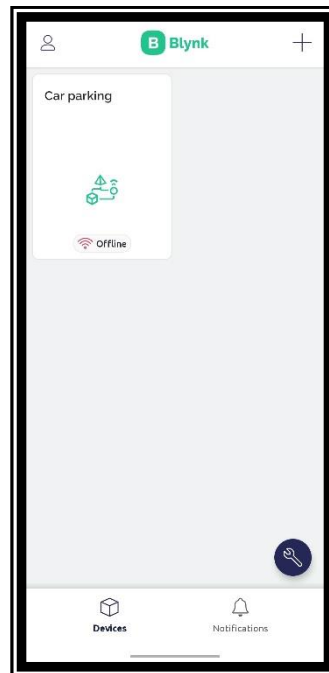 B Blynk
Car parking
Offline
Devices
Notifications